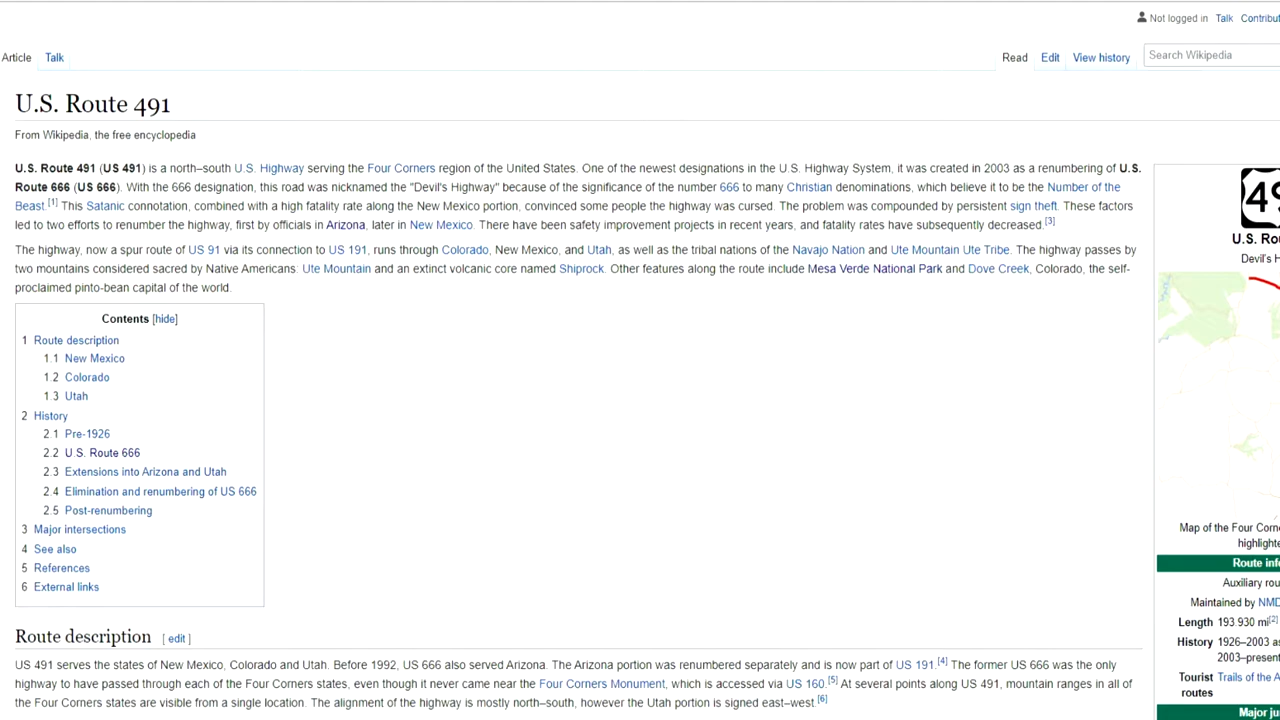 Not logged in Talk
Article Talk Read Edit View history Search Wikipedia
U.S. Route 491
From Wikipedia, the free encyclopedia
U.S. Route 491 (US 491) is a north–south U.S. Highway serving the Four Corners region of the United States. One of the newest designations in the U.S. Highway System, it was created in 2003 as a renumbering of U.S.
Route 666 (US 666). With the 666 designation, this road was nicknamed the "Devil's Highway" because of the significance of the number 666 to many Christian denominations, which believe it to be the Number of the
Beast.[1] This Satanic connotation, combined with a high fatality rate along the New Mexico portion, convinced some people the highway was cursed. The problem was compounded by persistent sign theft. These factors
led to two efforts to renumber the highway, first by officials in Arizona, later in New Mexico. There have been safety improvement projects in recent years, and fatality rates have subsequently decreased.[3]
The highway, now a spur route of US 91 via its connection to US 191, runs through Colorado, New Mexico, and Utah, as well as the tribal nations of the Navajo Nation and Ute Mountain Ute Tribe. The highway passes by
two mountains considered sacred by Native Americans. Ute Mountain and an extinct volcanic core named Shiprock. Other features along the route include Mesa Verde National Park and Dove Creek, Colorado, the self-
proclaimed pinto-bean capital of the world.
Contents [hide]
1 Route description
1.1 New Mexico
1.2 Colorado
1.3 Utah
2 History
2.1 Pre-1926
2.2 U.S. Route 666
2.3 Extensions into Arizona and Utah
2.4 Elimination and renumbering of US 666
2.5 Post-renumbering
3 Major intersections
4 See also
5 References
6 External links
Route description [ edit ]
US 491 serves the states of New Mexico, Colorado and Utah. Before 1992, US 666 also served Arizona. The Arizona portion was renumbered separately and is now part of US 191.[4] The former US 666 was the only
highway to have passed through each of the Four Corners states, even though it never came near the Four Corners Monument, which is accessed via US 160.[5] At several points along US 491, mountain ranges in all of
the Four Corners states are visible from a single location. The alignment of the highway is mostly north–south, however the Utah portion is signed east–west.[6]
49
U.S. Rou
Devil's H
Map of the Four Corne
highlighte
Route info
Auxiliary rou
Maintained by NMD
Length 193.930 mi[2]
History 1926–2003 as
2003–present
Tourist Trails of the A
routes
Major ju